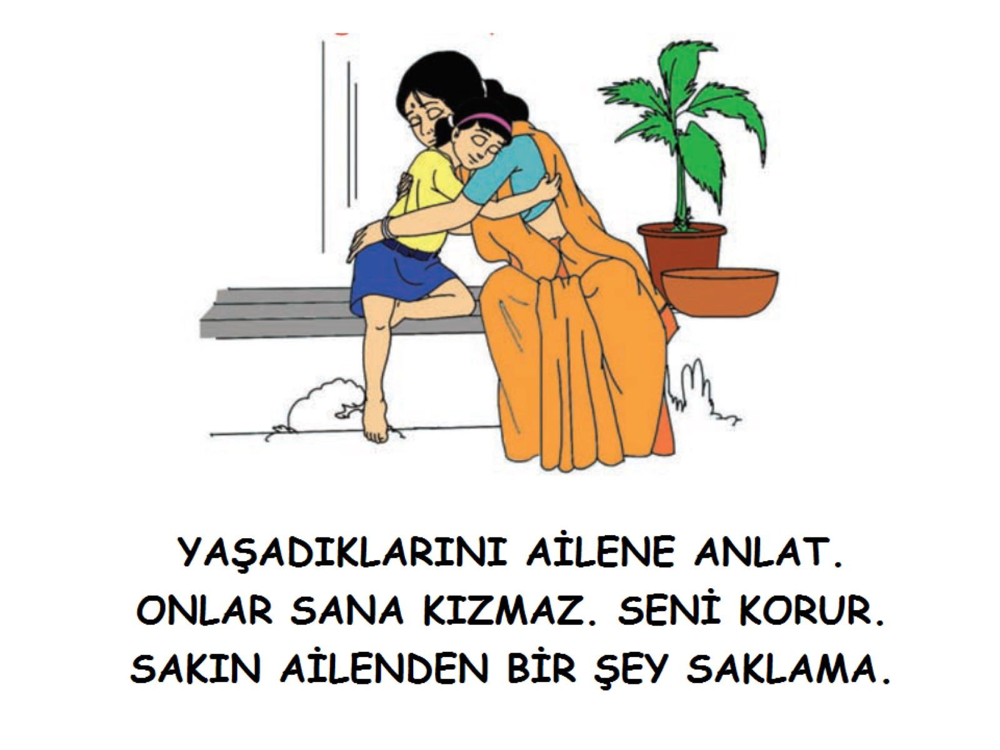 YAŞADIKLARINI AİLENE ANLAT.
ONLAR SANA KIZMAZ. SENİ KORUR.
SAKIN AİLENDEN BİR ŞEY SAKLAMA.